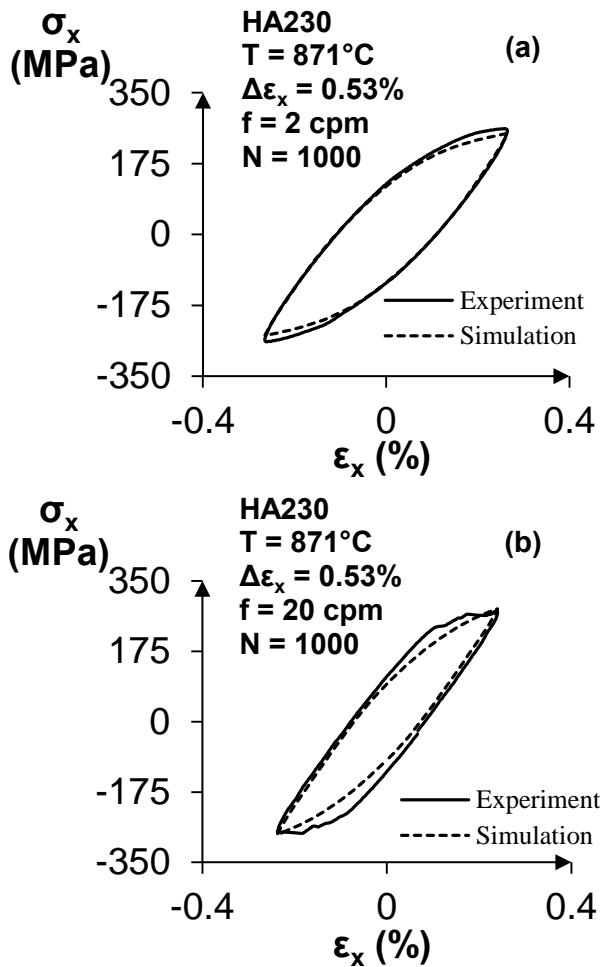 σx
(MPa)
HA230
T = 871°C
Δεx = 0.53%
f = 2 cpm
N = 1000
(a)
350
175
0
-175
-350
Experiment
Simulation
-0.4
0
0.4
εx (%)
σx
(MPa)
HA230
T = 871°C
Δεx = 0.53%
f = 20 cpm
N = 1000
(b)
350
175
0
-175
-350
Experiment
Simulation
-0.4
0
0.4
εx (%)